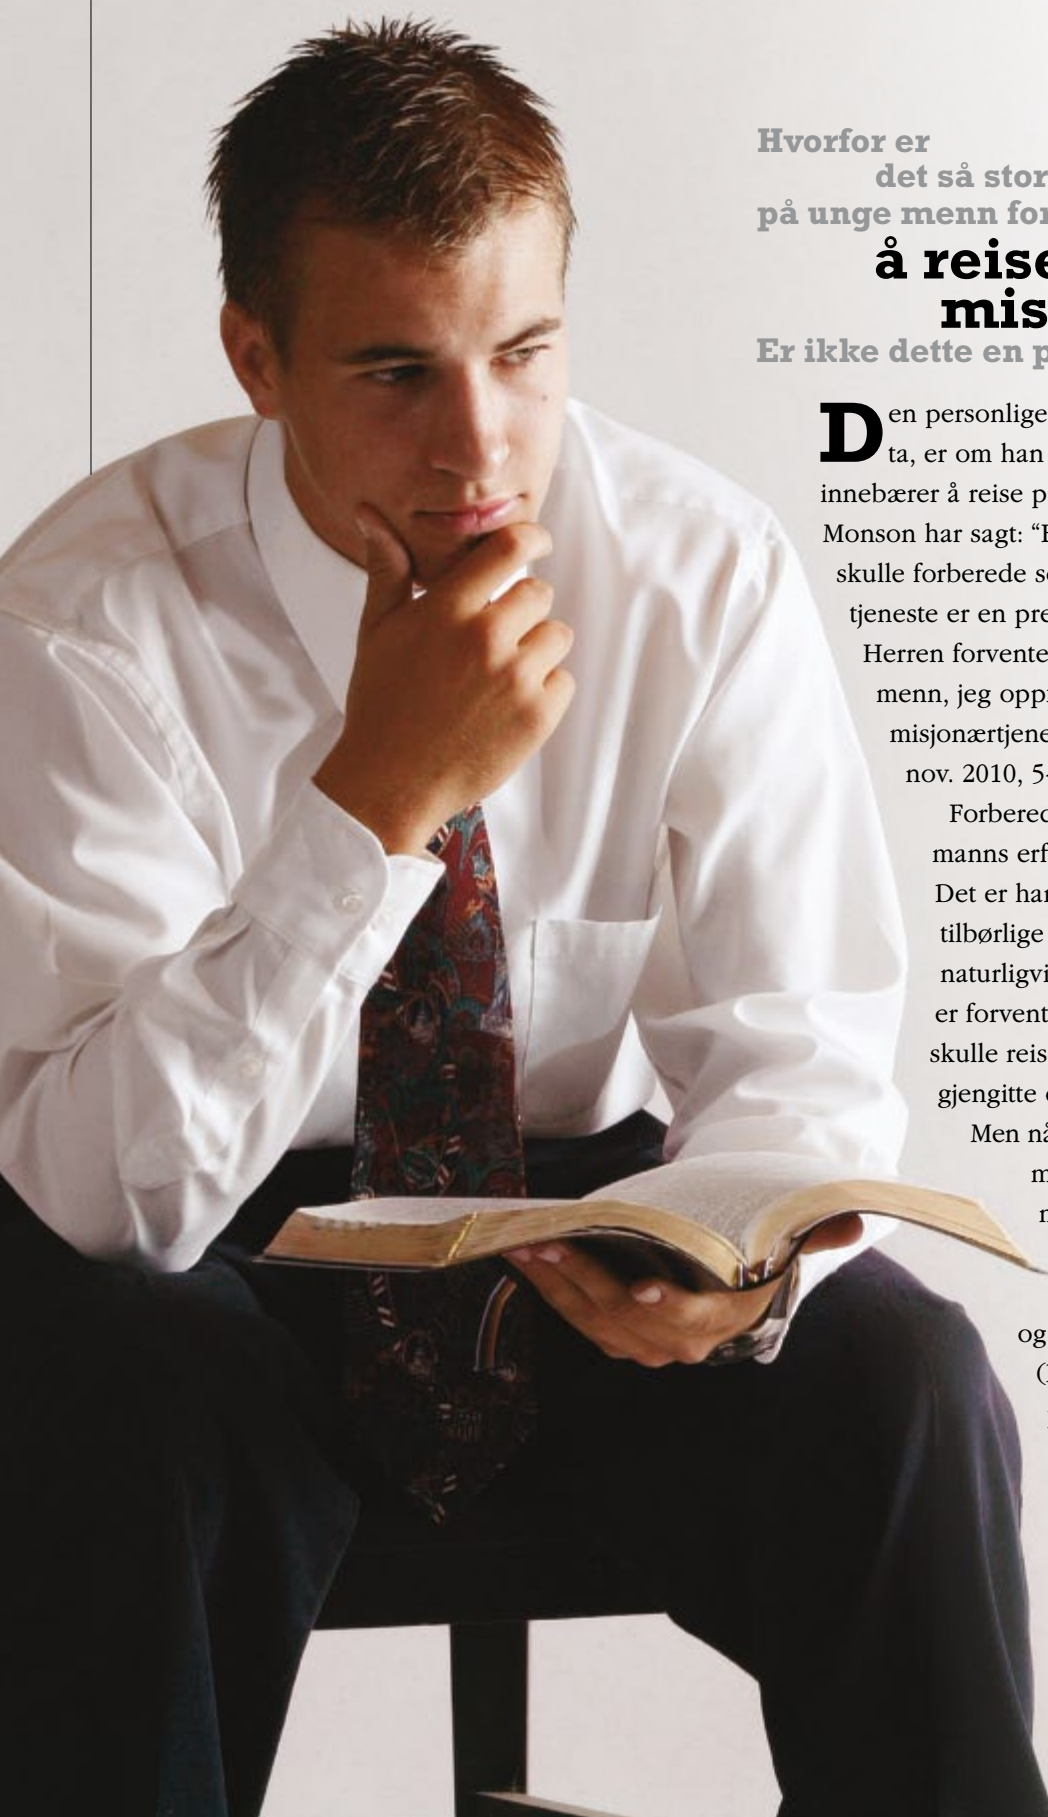 Hvorfor er
det så stor
på unge menn for
å reise
mis
Er ikke dette en p
Den personlige
ta, er om han
innebærer å reise p
Monson har sagt: “
skulle forberede s
tjeneste er en pre
Herren forvente
menn, jeg opp
misjonærtjene
nov. 2010, 5-
Forbered
manns erf
Det er han
tilbørlige
naturligvi
er forvent
skulle reis
gjengitte
Men nå
m
og